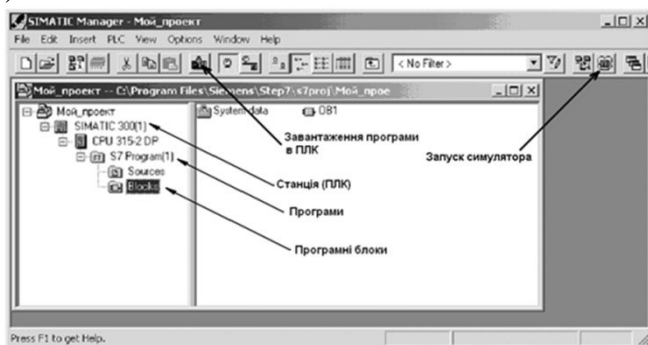 )
SIMATIC Manager - Мой_проект
File Edit Insert PLC View Options Window Help
< No Filter >
Мой_проект -- C:\Program Files\Siemens\Step7\s7proj\Мой_прое
Мой_проект
SIMATIC 300(1)
CPU 315-2 DP
S7 Program(1)
Sources
Blocks
System data OB1
Завантаження програми
в ПЛК
Запуск симулятора
Станція (ПЛК)
Програми
Програмні блоки
Press F1 to get Help.